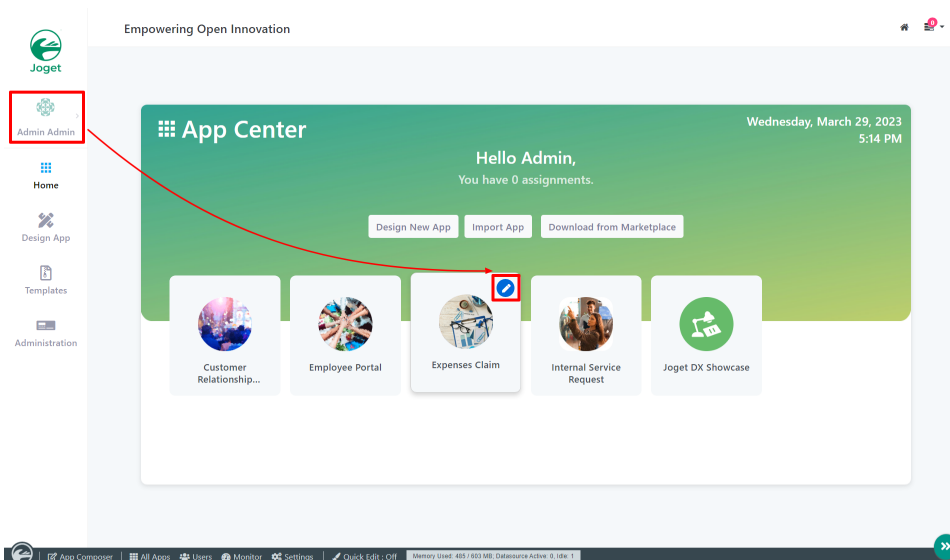 Empowering Open Innovation
0
Joget
Admin Admin
Home
Design App
Templates
Administration
App Center
Wednesday, March 29, 2023
5:14 PM
Hello Admin,
You have 0 assignments.
Design New App
Import App
Download from Marketplace
Customer
Relationship...
Employee Portal
Expenses Claim
Internal Service
Request
Joget DX Showcase
App Composer
All Apps
Users
Monitor
Settings
Quick Edit : Off
Memory Used: 485 / 603 MB; Datasource Active: 0, Idle: 1